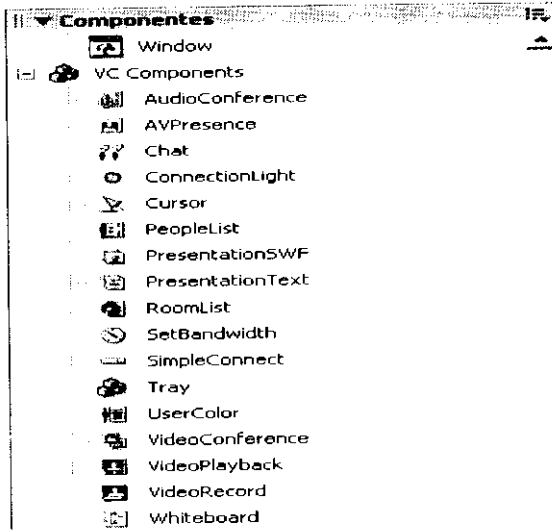 Componentes
Window
VC Components
AudioConference
AVPresence
Chat
ConnectionLight
Cursor
PeopleList
PresentationSWF
PresentationText
RoomList
SetBandwidth
SimpleConnect
Tray
UserColor
VideoConference
VideoPlayback
VideoRecord
Whiteboard